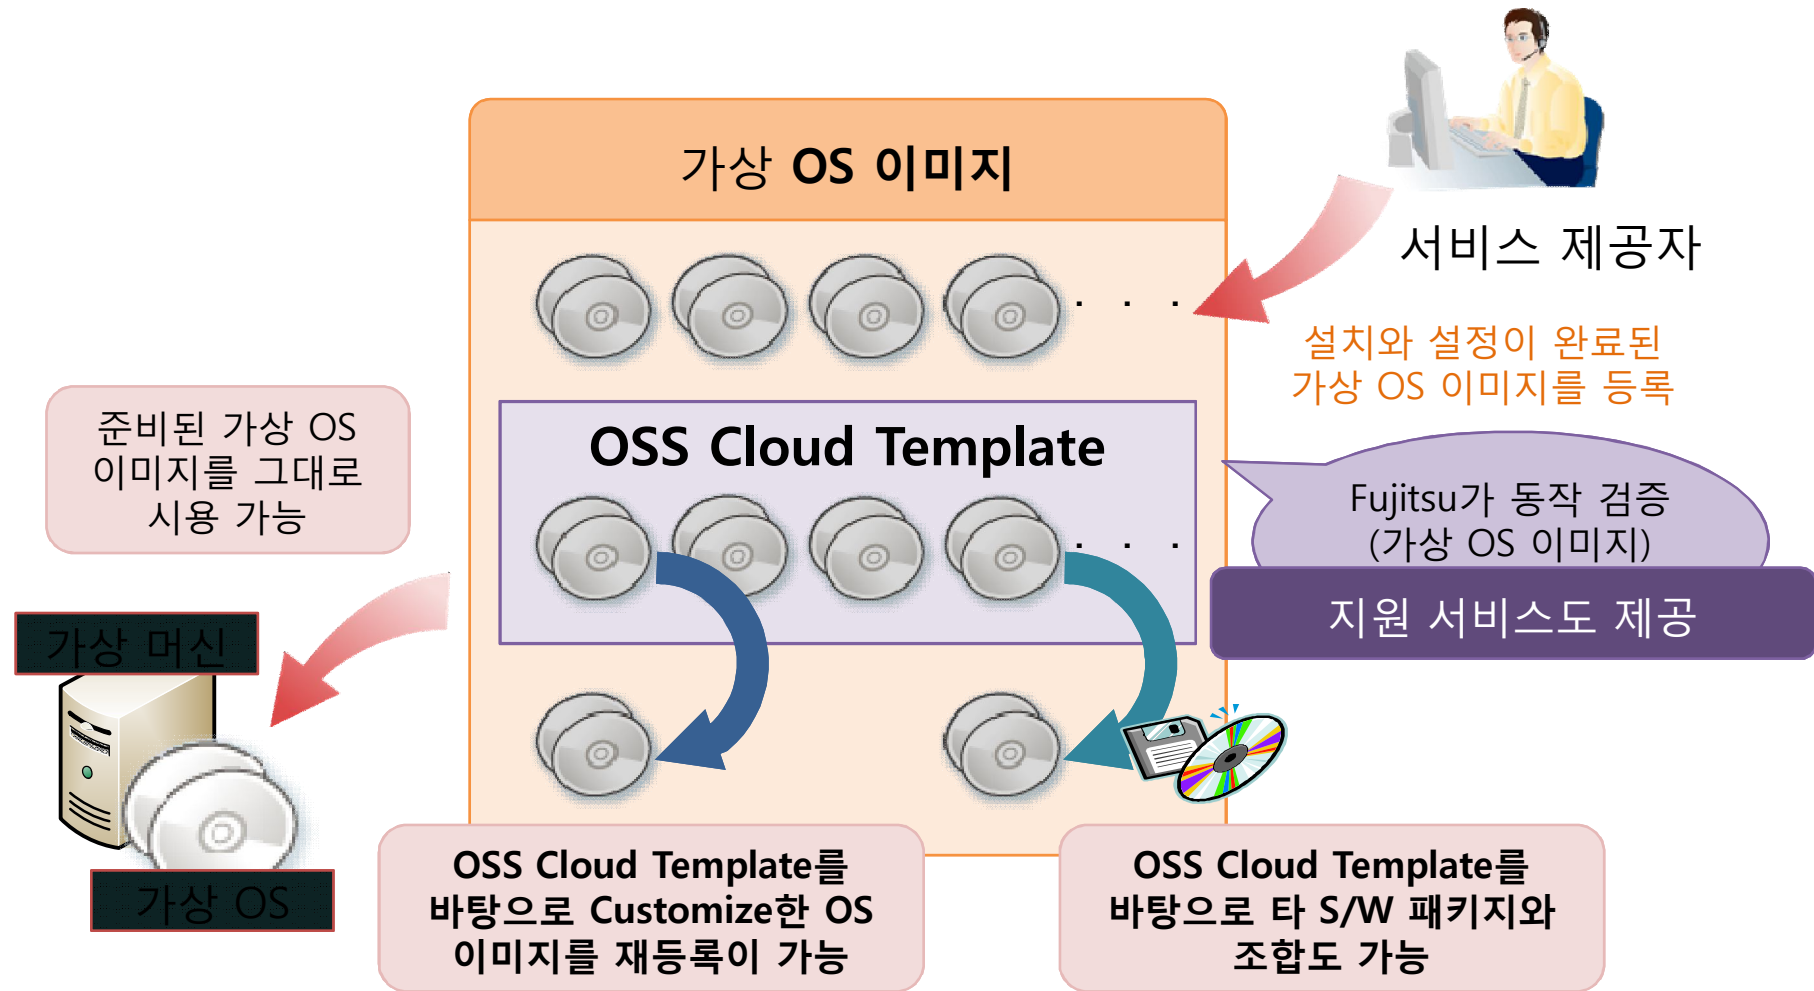 가상 OS 이미지
서비스 제공자
설치와 설정이 완료된
가상 OS 이미지를 등록
준비된 가상 OS
이미지를 그대로
시용 가능
OSS Cloud Template
Fujitsu가 동작 검증
(가상 OS 이미지)
지원 서비스도 제공
가상 머신
가상 OS
OSS Cloud Template를
바탕으로 Customize한 OS
이미지를 재등록이 가능
OSS Cloud Template를
바탕으로 타 S/W 패키지와
조합도 가능